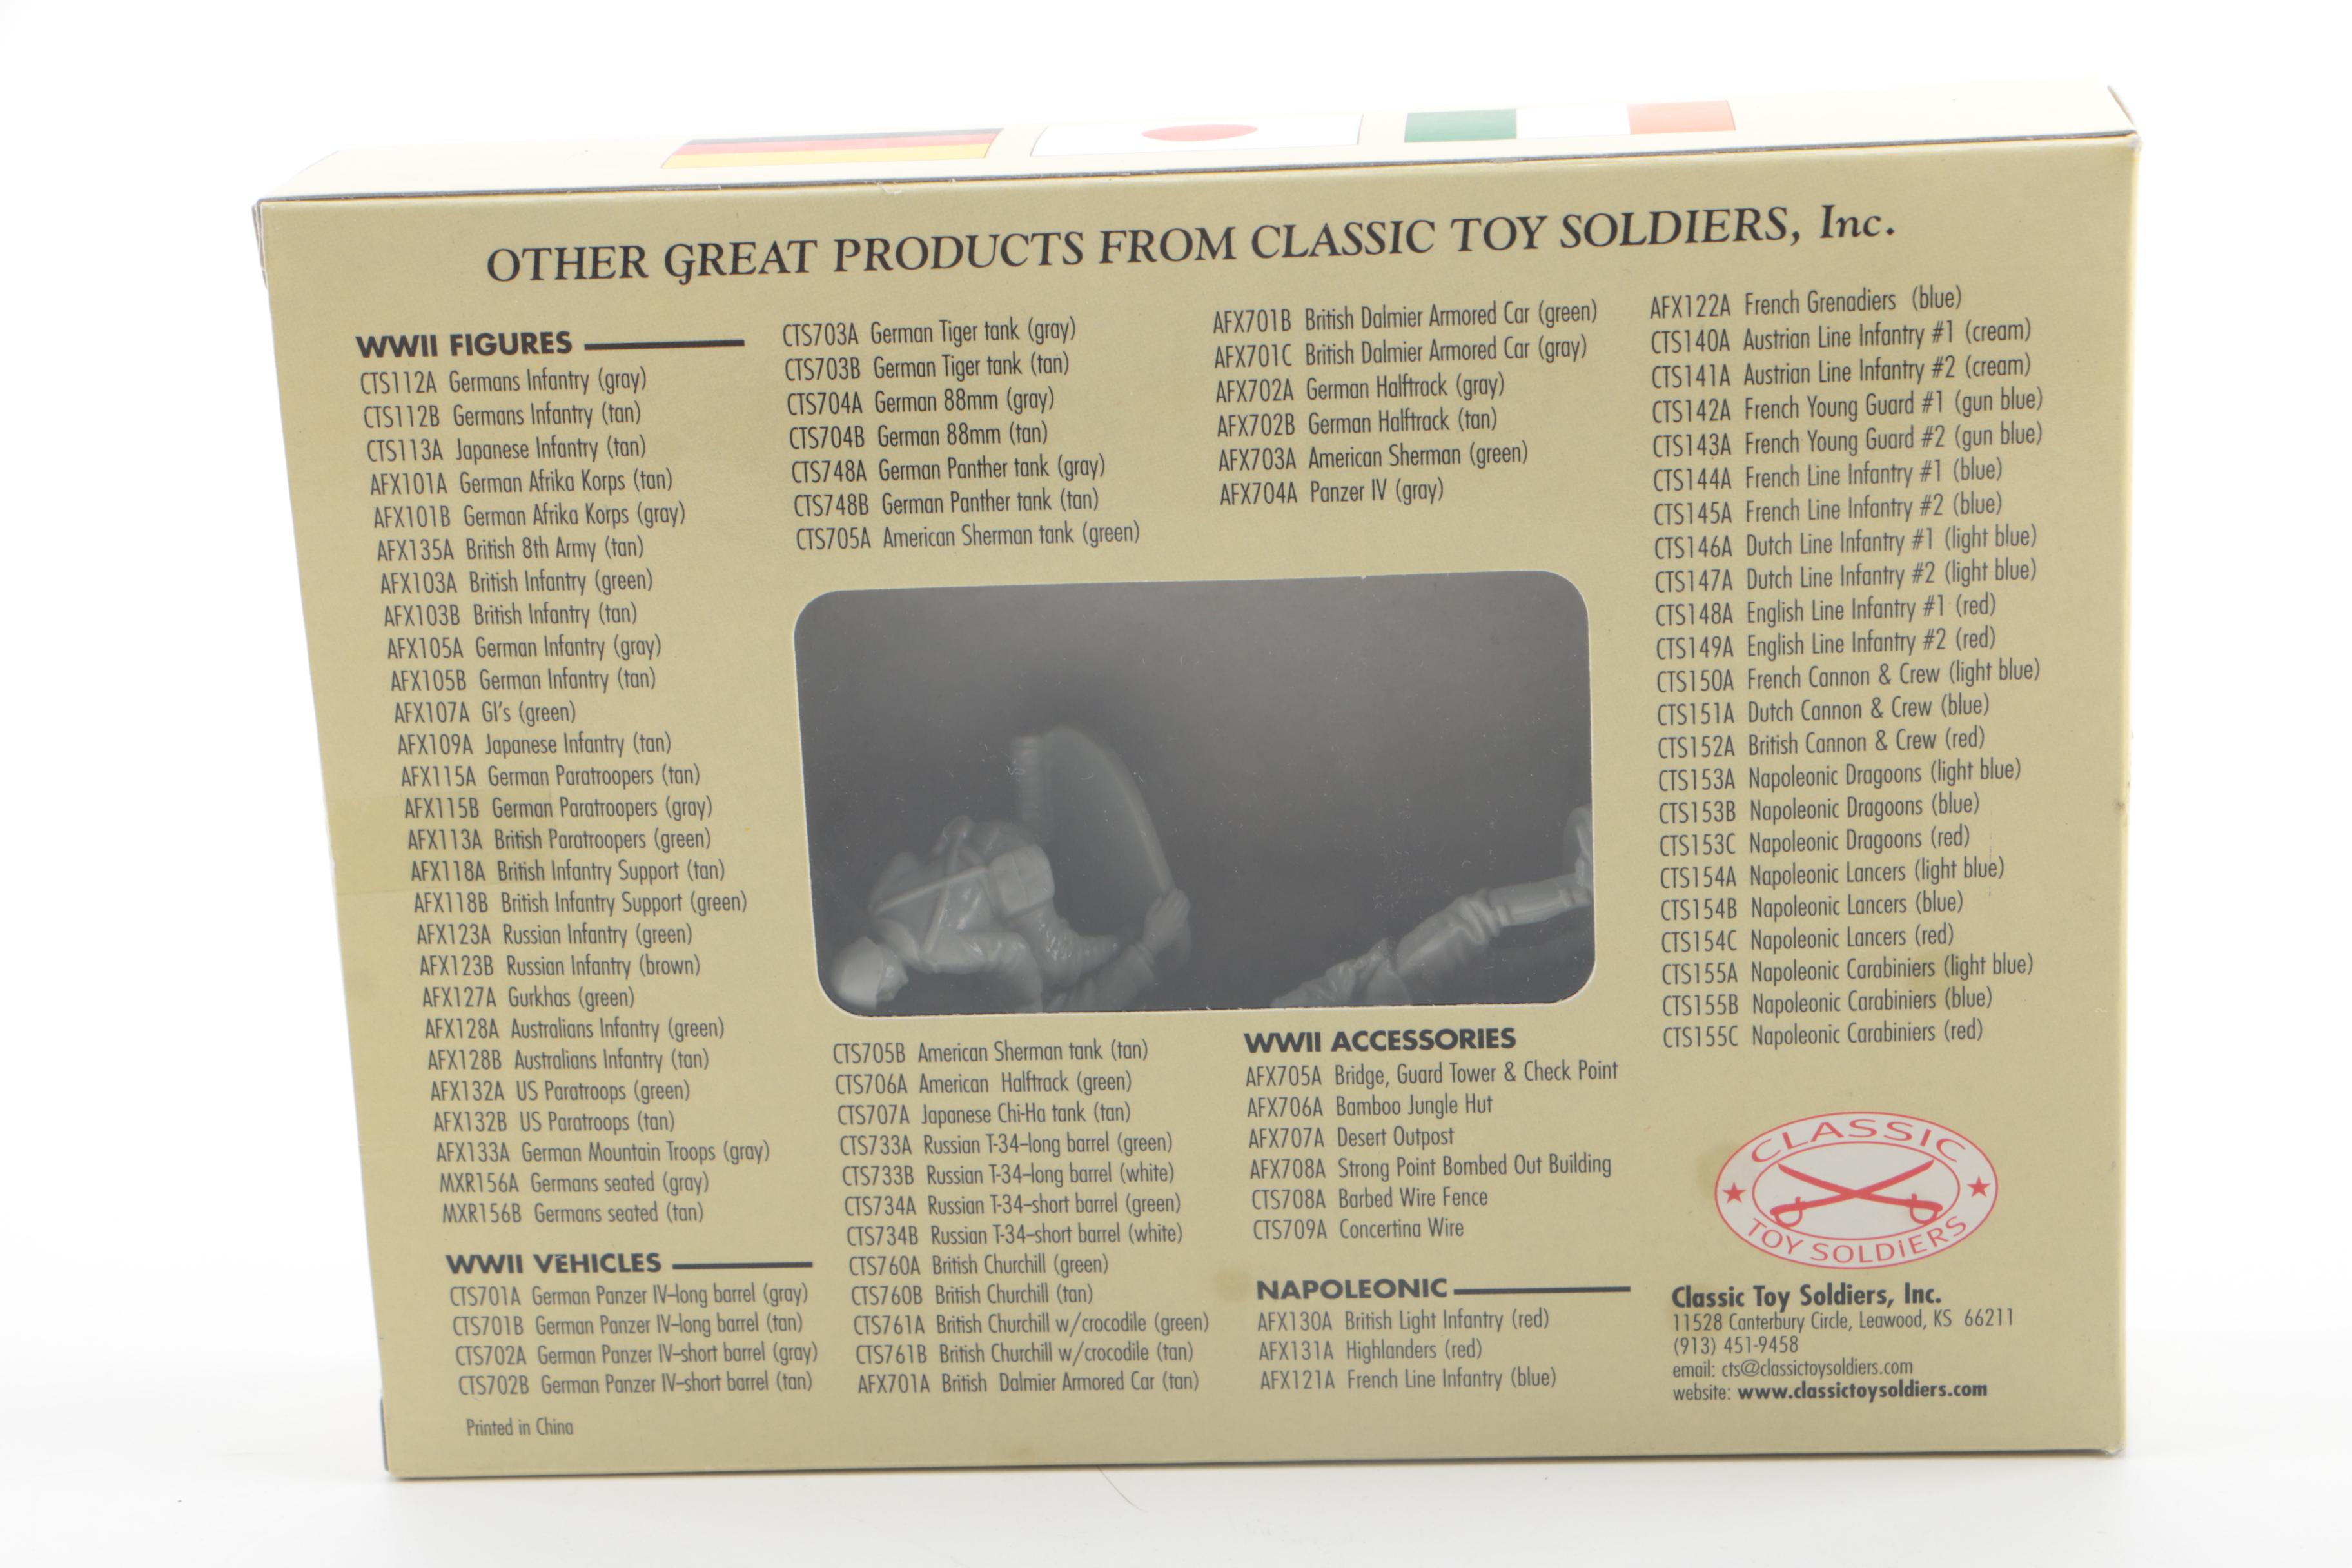 OTHER GREAT PRODUCTS FROM CLASSIC TOY SOLDIERS, Inc.
WWII FIGURES
CTS112A Germans Infantry (gray)
CTS112B Germans Infantry (tan)
CTS113A Japanese Infantry (tan)
AFX101A German Afrika Korps (tan)
AFX101B German Afrika Korps (gray)
AFX135A British 8th Army (tan)
AFX103A British Infantry (green)
AFX103B British Infantry (tan)
AFX105A German Infantry (gray)
AFX105B German Infantry (tan)
AFX107A GI's (green)
AFX109A Japanese Infantry (tan)
AFX115A German Paratroopers (tan)
AFX115B German Paratroopers (gray)
AFX113A British Paratroopers (green)
AFX118A British Infantry Support (tan)
AFX118B British Infantry Support (green)
AFX123A Russian Infantry (green)
AFX123B Russian Infantry (brown)
AFX127A Gurkhas (green)
AFX128A Australians Infantry (green)
AFX128B Australians Infantry (tan)
AFX132A US Paratroops (green)
AFX132B US Paratroops (tan)
AFX133A German Mountain Troops (gray)
MXR156A Germans seated (gray)
MXR156B Germans seated (tan)
WWII VEHICLES
CTS701A German Panzer IV–long barrel (gray)
CTS701B German Panzer IV–long barrel (tan)
CTS702A German Panzer IV–short barrel (gray)
CTS702B German Panzer IV–short barrel (tan)
Printed in China
CTS703A German Tiger tank (gray)
CTS703B German Tiger tank (tan)
CTS704A German 88mm (gray)
CTS704B German 88mm (tan)
CTS748A German Panther tank (gray)
CTS748B German Panther tank (tan)
CTS705A American Sherman tank (green)
CTS705B American Sherman tank (tan)
CTS706A American Halftrack (green)
CTS707A Japanese Chi-Ha tank (tan)
CTS733A Russian T-34–long barrel (green)
CTS733B Russian T-34–long barrel (white)
CTS734A Russian T-34–short barrel (green)
CTS734B Russian T-34–short barrel (white)
CTS760A British Churchill (green)
CTS760B British Churchill (tan)
CTS761A British Churchill w/crocodile (green)
CTS761B British Churchill w/crocodile (tan)
AFX701A British Dalmier Armored Car (tan)
AFX701B British Dalmier Armored Car (green)
AFX701C British Dalmier Armored Car (gray)
AFX702A German Halftrack (gray)
AFX702B German Halftrack (tan)
AFX703A American Sherman (green)
AFX704A Panzer IV (gray)
WWII ACCESSORIES
AFX705A Bridge, Guard Tower & Check Point
AFX706A Bamboo Jungle Hut
AFX707A Desert Outpost
AFX708A Strong Point Bombed Out Building
CTS708A Barbed Wire Fence
CTS709A Concertina Wire
NAPOLEONIC
AFX130A British Light Infantry (red)
AFX131A Highlanders (red)
AFX121A French Line Infantry (blue)
AFX122A French Grenadiers (blue)
CTS140A Austrian Line Infantry #1 (cream)
CTS141A Austrian Line Infantry #2 (cream)
CTS142A French Young Guard #1 (gun blue)
CTS143A French Young Guard #2 (gun blue)
CTS144A French Line Infantry #1 (blue)
CTS145A French Line Infantry #2 (blue)
CTS146A Dutch Line Infantry #1 (light blue)
CTS147A Dutch Line Infantry #2 (light blue)
CTS148A English Line Infantry #1 (red)
CTS149A English Line Infantry #2 (red)
CTS150A French Cannon & Crew (light blue)
CTS151A Dutch Cannon & Crew (blue)
CTS152A British Cannon & Crew (red)
CTS153A Napoleonic Dragoons (light blue)
CTS153B Napoleonic Dragoons (blue)
CTS153C Napoleonic Dragoons (red)
CTS154A Napoleonic Lancers (light blue)
CTS154B Napoleonic Lancers (blue)
CTS154C Napoleonic Lancers (red)
CTS155A Napoleonic Carabiniers (light blue)
CTS155B Napoleonic Carabiniers (blue)
CTS155C Napoleonic Carabiniers (red)
CLASSIC
TOY SOLDIERS
Classic Toy Soldiers, Inc.
11528 Canterbury Circle, Leawood, KS 66211
(913) 451-9458
email: cts@classictoysoldiers.com
website: www.classictoysoldiers.com